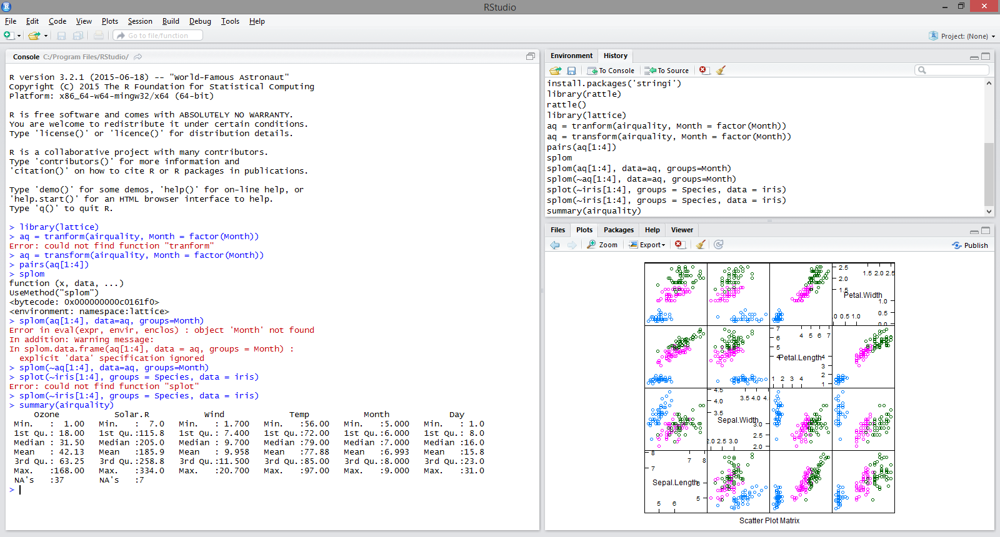 RStudio
File Edit Code View Plots Session Build Debug Tools Help
Go to file/function
Project: (None)
Console C:/Program Files/RStudio/
R version 3.2.1 (2015-06-18) -- "World-Famous Astronaut"
Copyright (C) 2015 The R Foundation for Statistical Computing
Platform: x86_64-w64-mingw32/x64 (64-bit)
R is free software and comes with ABSOLUTELY NO WARRANTY.
You are welcome to redistribute it under certain conditions.
Type 'license()' or 'licence()' for distribution details.
R is a collaborative project with many contributors.
Type 'contributors()' for more information and
'citation()' on how to cite R or R packages in publications.
Type 'demo()' for some demos, 'help()' for on-line help, or
'help.start()' for an HTML browser interface to help.
Type 'q()' to quit R.
> library(lattice)
> aq = tranform(airquality, Month = factor(Month))
Error: could not find function "tranform"
> aq = transform(airquality, Month = factor(Month))
> pairs(aq[1:4])
> splom
function (x, data, ...)
UseMethod("splom")
<bytecode: 0x000000000c0161f0>
<environment: namespace:lattice>
> splom(aq[1:4], data=aq, groups=Month)
Error in eval(expr, envir, enclos) : object 'Month' not found
In addition: Warning message:
In splom.data.frame(aq[1:4], data = aq, groups = Month) :
explicit 'data' specification ignored
> splom(~aq[1:4], data=aq, groups=Month)
> splot(~iris[1:4], groups = Species, data = iris)
Error: could not find function "splot"
> splom(~iris[1:4], groups = Species, data = iris)
> summary(airquality)
Ozone Solar.R Wind Temp Month Day
Min. : 1.00 Min. : 7.0 Min. : 1.700 Min. :56.00 Min. :5.000 Min. : 1.0
1st Qu.: 18.00 1st Qu.:115.8 1st Qu.: 7.400 1st Qu.:72.00 1st Qu.:6.000 1st Qu.: 8.0
Median : 31.50 Median :205.0 Median : 9.700 Median :79.00 Median :7.000 Median :16.0
Mean : 42.13 Mean :185.9 Mean : 9.958 Mean :77.88 Mean :6.993 Mean :15.8
3rd Qu.: 63.25 3rd Qu.:258.8 3rd Qu.:11.500 3rd Qu.:85.00 3rd Qu.:8.000 3rd Qu.:23.0
Max. :168.00 Max. :334.0 Max. :20.700 Max. :97.00 Max. :9.000 Max. :31.0
NA's :37 NA's :7
>
Environment History
To Console To Source
install.packages('stringi')
library(rattle)
rattle()
library(lattice)
aq = tranform(airquality, Month = factor(Month))
aq = transform(airquality, Month = factor(Month))
pairs(aq[1:4])
splom
splom(aq[1:4], data=aq, groups=Month)
splom(~aq[1:4], data=aq, groups=Month)
splot(~iris[1:4], groups = Species, data = iris)
splom(~iris[1:4], groups = Species, data = iris)
summary(airquality)
Files Plots Packages Help Viewer
Zoom Export Publish
2.5
1.5 2.0 2.5
2.0
1.5
Petal.Width
1.0
0.5
0.0
.0 0.5 1.0
7
6
4 5 6 7
5
4
Petal.Length
4
3
2
1
1 2 3 4
4.5
3.5 4.0 4.
4.0
3.5
Sepal.Width
3.0
2.5
2.0
2.0 2.5 3.0
8
7 8
7
Sepal.Length
6
5
5 6
Scatter Plot Matrix